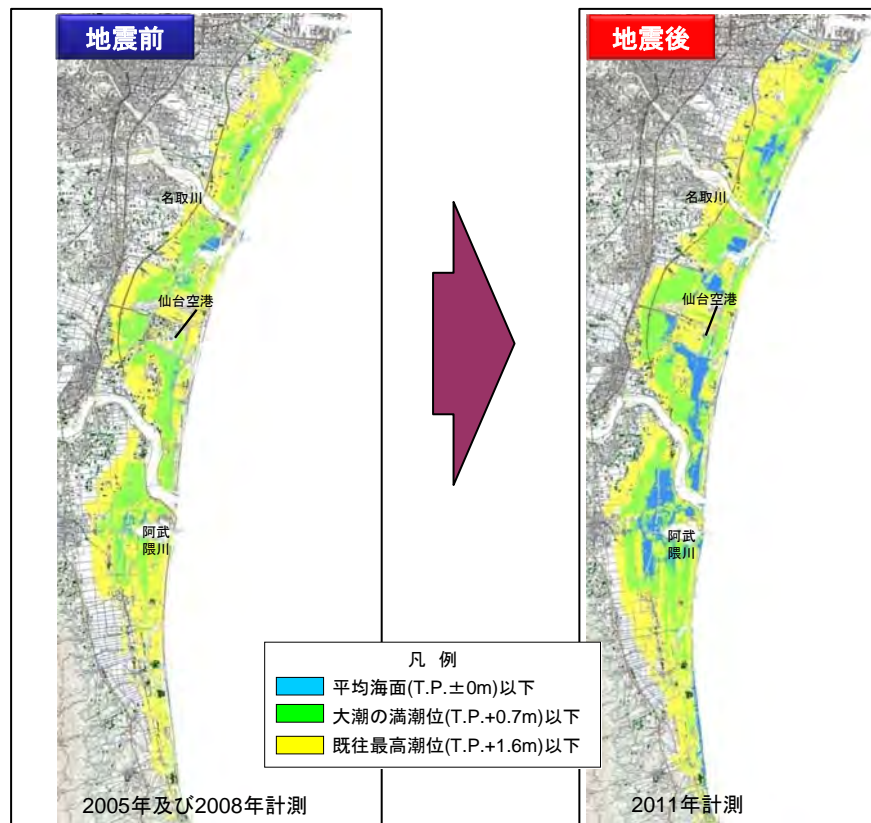 地震前
名取川
仙台空港
阿武
隈川
2005年及び2008年計測
地震後
名取川
仙台空港
阿武
隈川
2011年計測
凡 例
平均海面(T.P.±0m)以下
大潮の満潮位(T.P.+0.7m)以下
既往最高潮位(T.P.+1.6m)以下